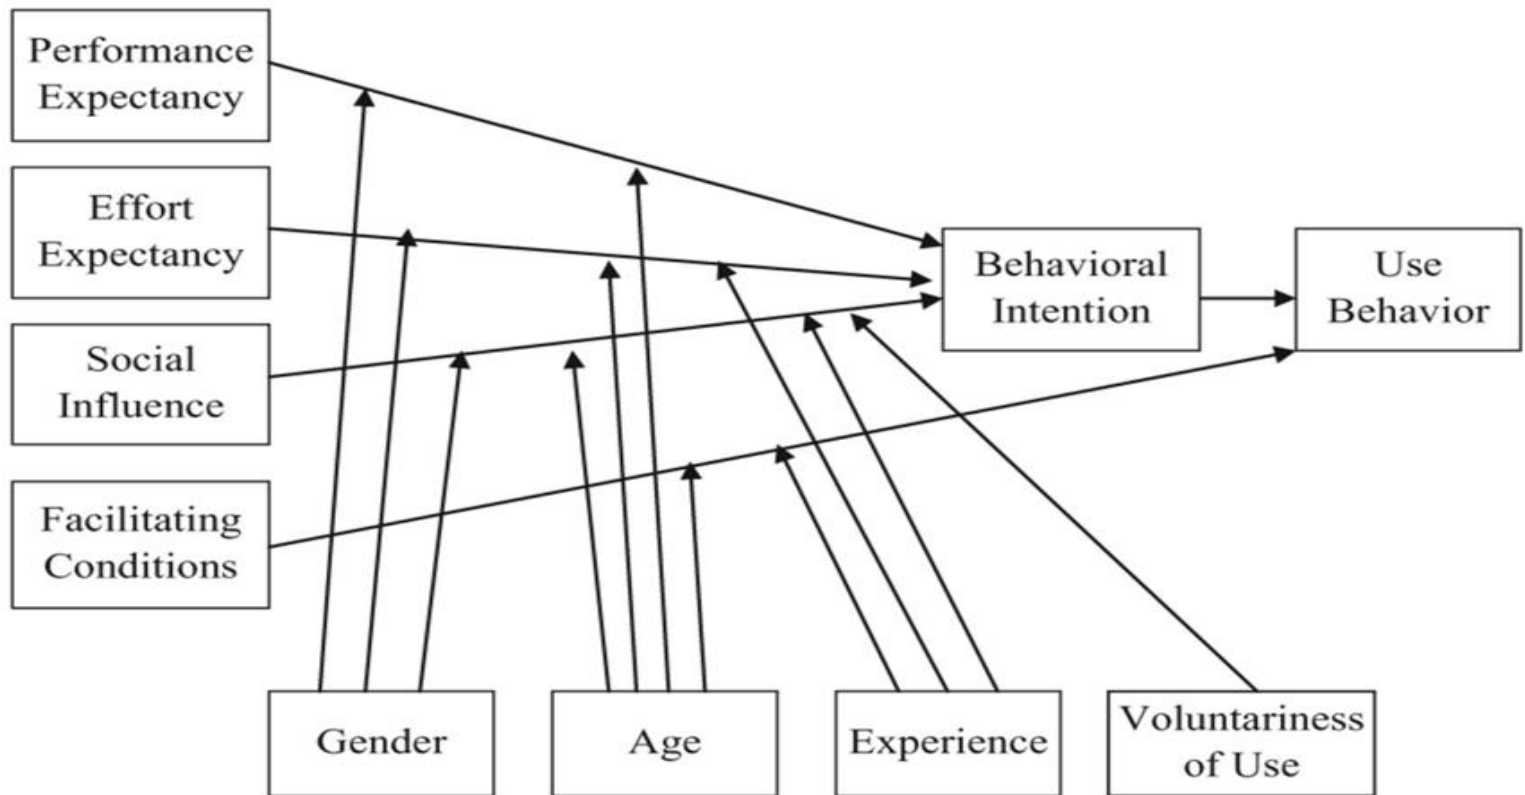 Performance
Expectancy
Effort
Expectancy
Social
Influence
Facilitating
Conditions
Behavioral
Intention
Use
Behavior
Gender
Age
Experience
Voluntariness
of Use